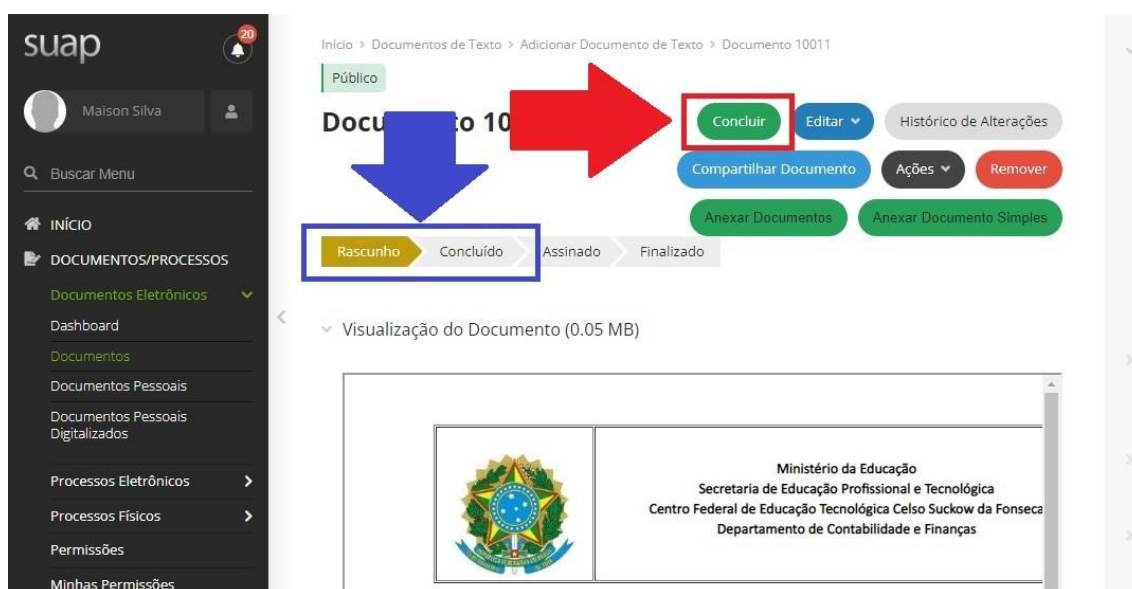 suap
20
Maison Silva
Buscar Menu
INÍCIO
DOCUMENTOS/PROCESSOS
Documentos Eletrônicos
Dashboard
Documentos
Documentos Pessoais
Documentos Pessoais
Digitalizados
Processos Eletrônicos
Processos Físicos
Permissões
Minhas Permissões
Início > Documentos de Texto > Adicionar Documento de Texto > Documento 10011
Público
Docu to 10
Concluir
Editar
Histórico de Alterações
Compartilhar Documento
Ações
Remover
Anexar Documentos
Anexar Documento Simples
Rascunho
Concluído
Assinado
Finalizado
Visualização do Documento (0.05 MB)
Ministério da Educação
Secretaria de Educação Profissional e Tecnológica
Centro Federal de Educação Tecnológica Celso Suckow da Fonseca
Departamento de Contabilidade e Finanças